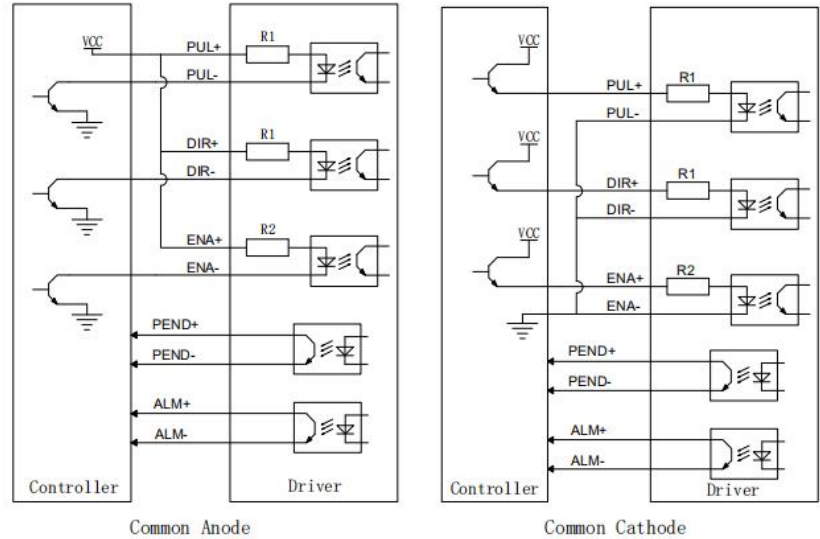 VCC
PUL+
R1
PUL-
DIR+
R1
DIR-
ENA+
R2
ENA-
PEND+
PEND-
ALM+
ALM-
Controller
Driver
Common Anode
VCC
PUL+
R1
PUL-
VCC
DIR+
R1
DIR-
VCC
ENA+
R2
ENA-
PEND+
PEND-
ALM+
ALM-
Controller
Driver
Common Cathode